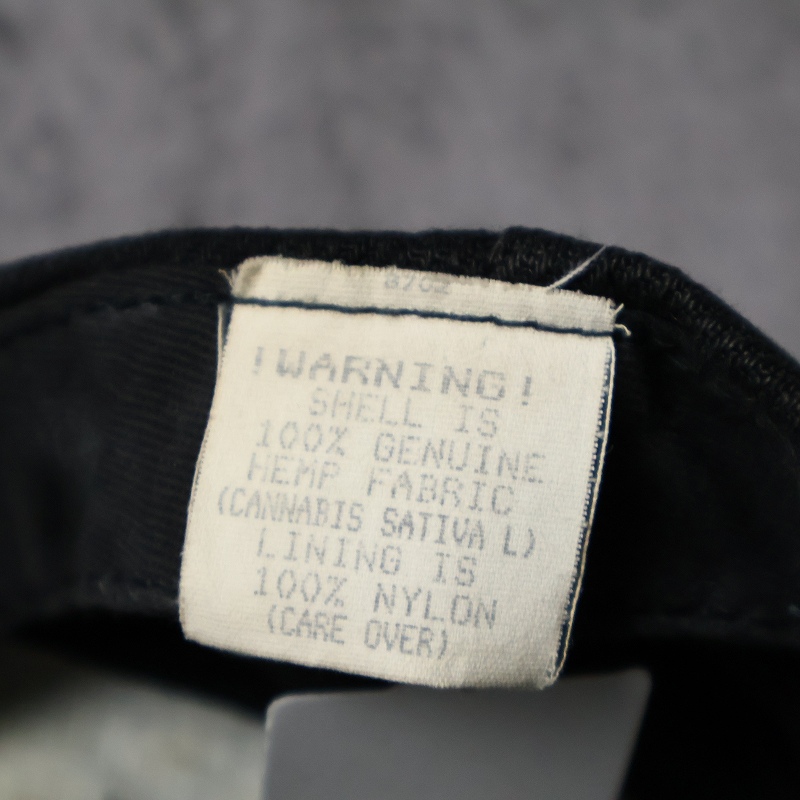 !WARNING!
SHELL IS
100% GENUINE
HEMP FABRIC
(CANNABIS SATIVA L)
LINING IS
100% NYLON
(CARE OVER)